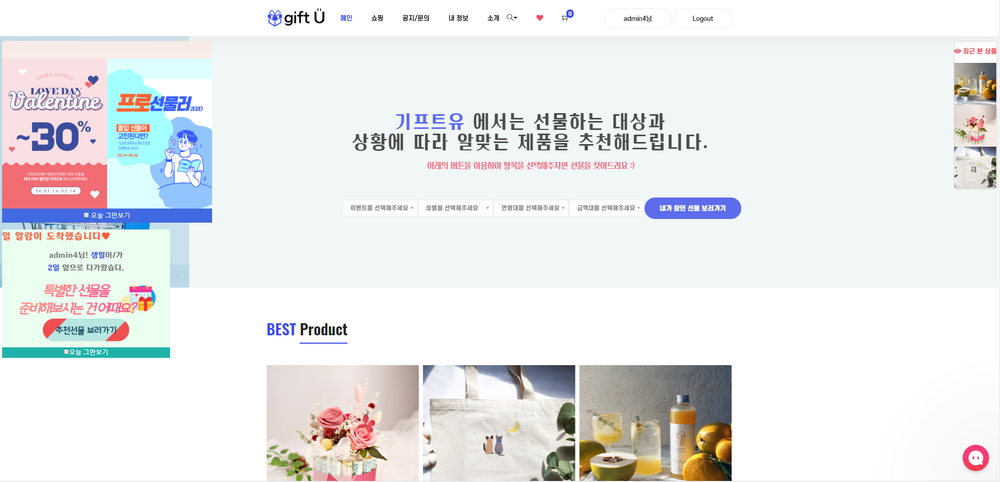 gift Ü
메인
쇼핑
공지/문의
내 정보
소개
0
admin4님
Logout
EVERY LOVELY
LOVE DAY
Valentine
~30%
기프트유에서 발렌타인데이 맞이 선물을
최대 30% 할인된 가격으로 미리 준비하세요!
20.01.14-02.14
프로선물러2020
졸업 선물이
고민된다면?
기프트유에서 유니크한
잇템들로 해결!
02.13~02.22
오늘 그만보기
일 알람이 도착했습니다♥
admin4님! 생일이/가
2일 앞으로 다가왔습다.
특별한 선물을
준비해보시는 건 어때요?
추천선물 보러가기
오늘 그만보기
기프트유 에서는 선물하는 대상과
상황에 따라 알맞는 제품을 추천해드립니다.
아래의 버튼을 이용하여 항목을 선택해주시면 선물을 찾아드려요 :)
이벤트를 선택해주세요
성별을 선택해주세요
연령대를 선택해주세요
금액대를 선택해주세요
내가 찾던 선물 보러가기
최근 본 상품
BEST Product